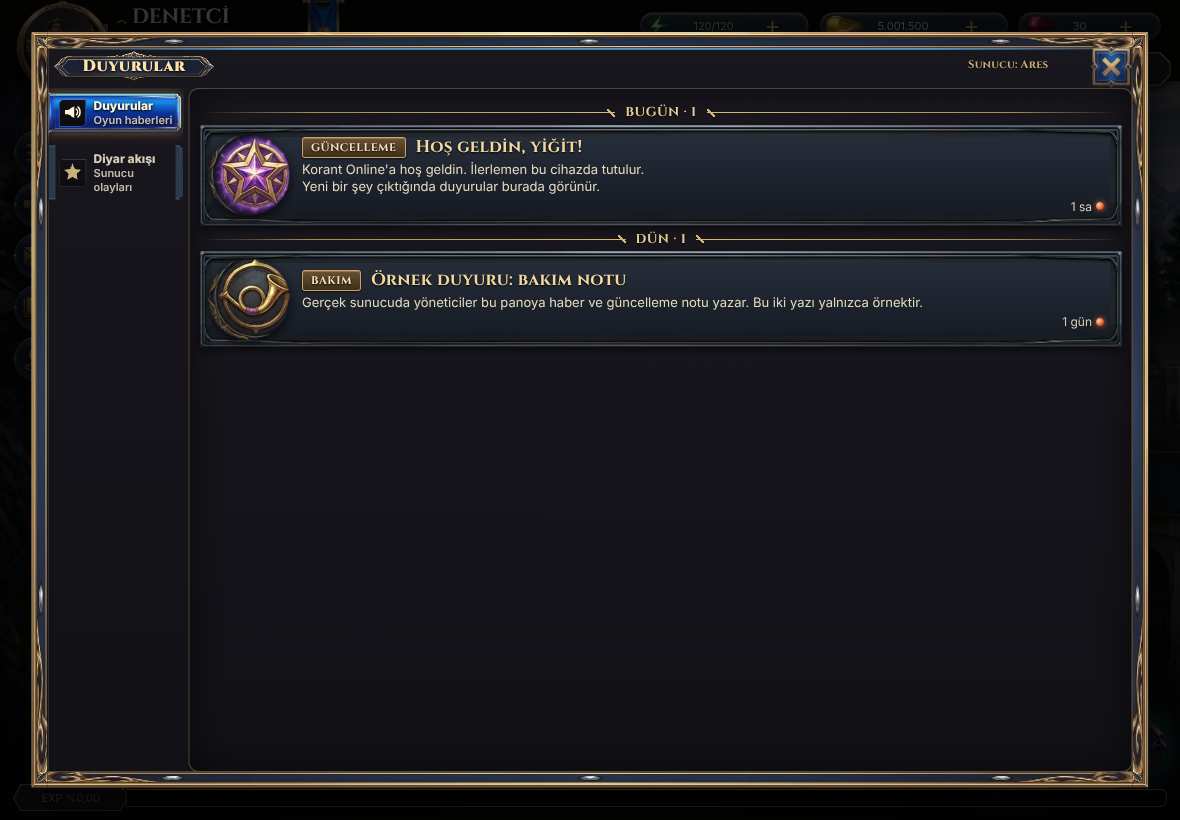 DENETCİ
120/120
5,001,500
30
DUYURULAR
SUNUCU: ARES
Duyurular
Oyun haberleri
Diyar akışı
Sunucu
olayları
BUGÜN · 1
GÜNCELLEME
HOŞ GELDİN, YİĞİT!
Korant Online'a hoş geldin. İlerlemen bu cihazda tutulur.
Yeni bir şey çıktığında duyurular burada görünür.
1 sa
DÜN · 1
BAKIM
ÖRNEK DUYURU: BAKIM NOTU
Gerçek sunucuda yöneticiler bu panoya haber ve güncelleme notu yazar. Bu iki yazı yalnızca örnektir.
1 gün
EXP %0,00